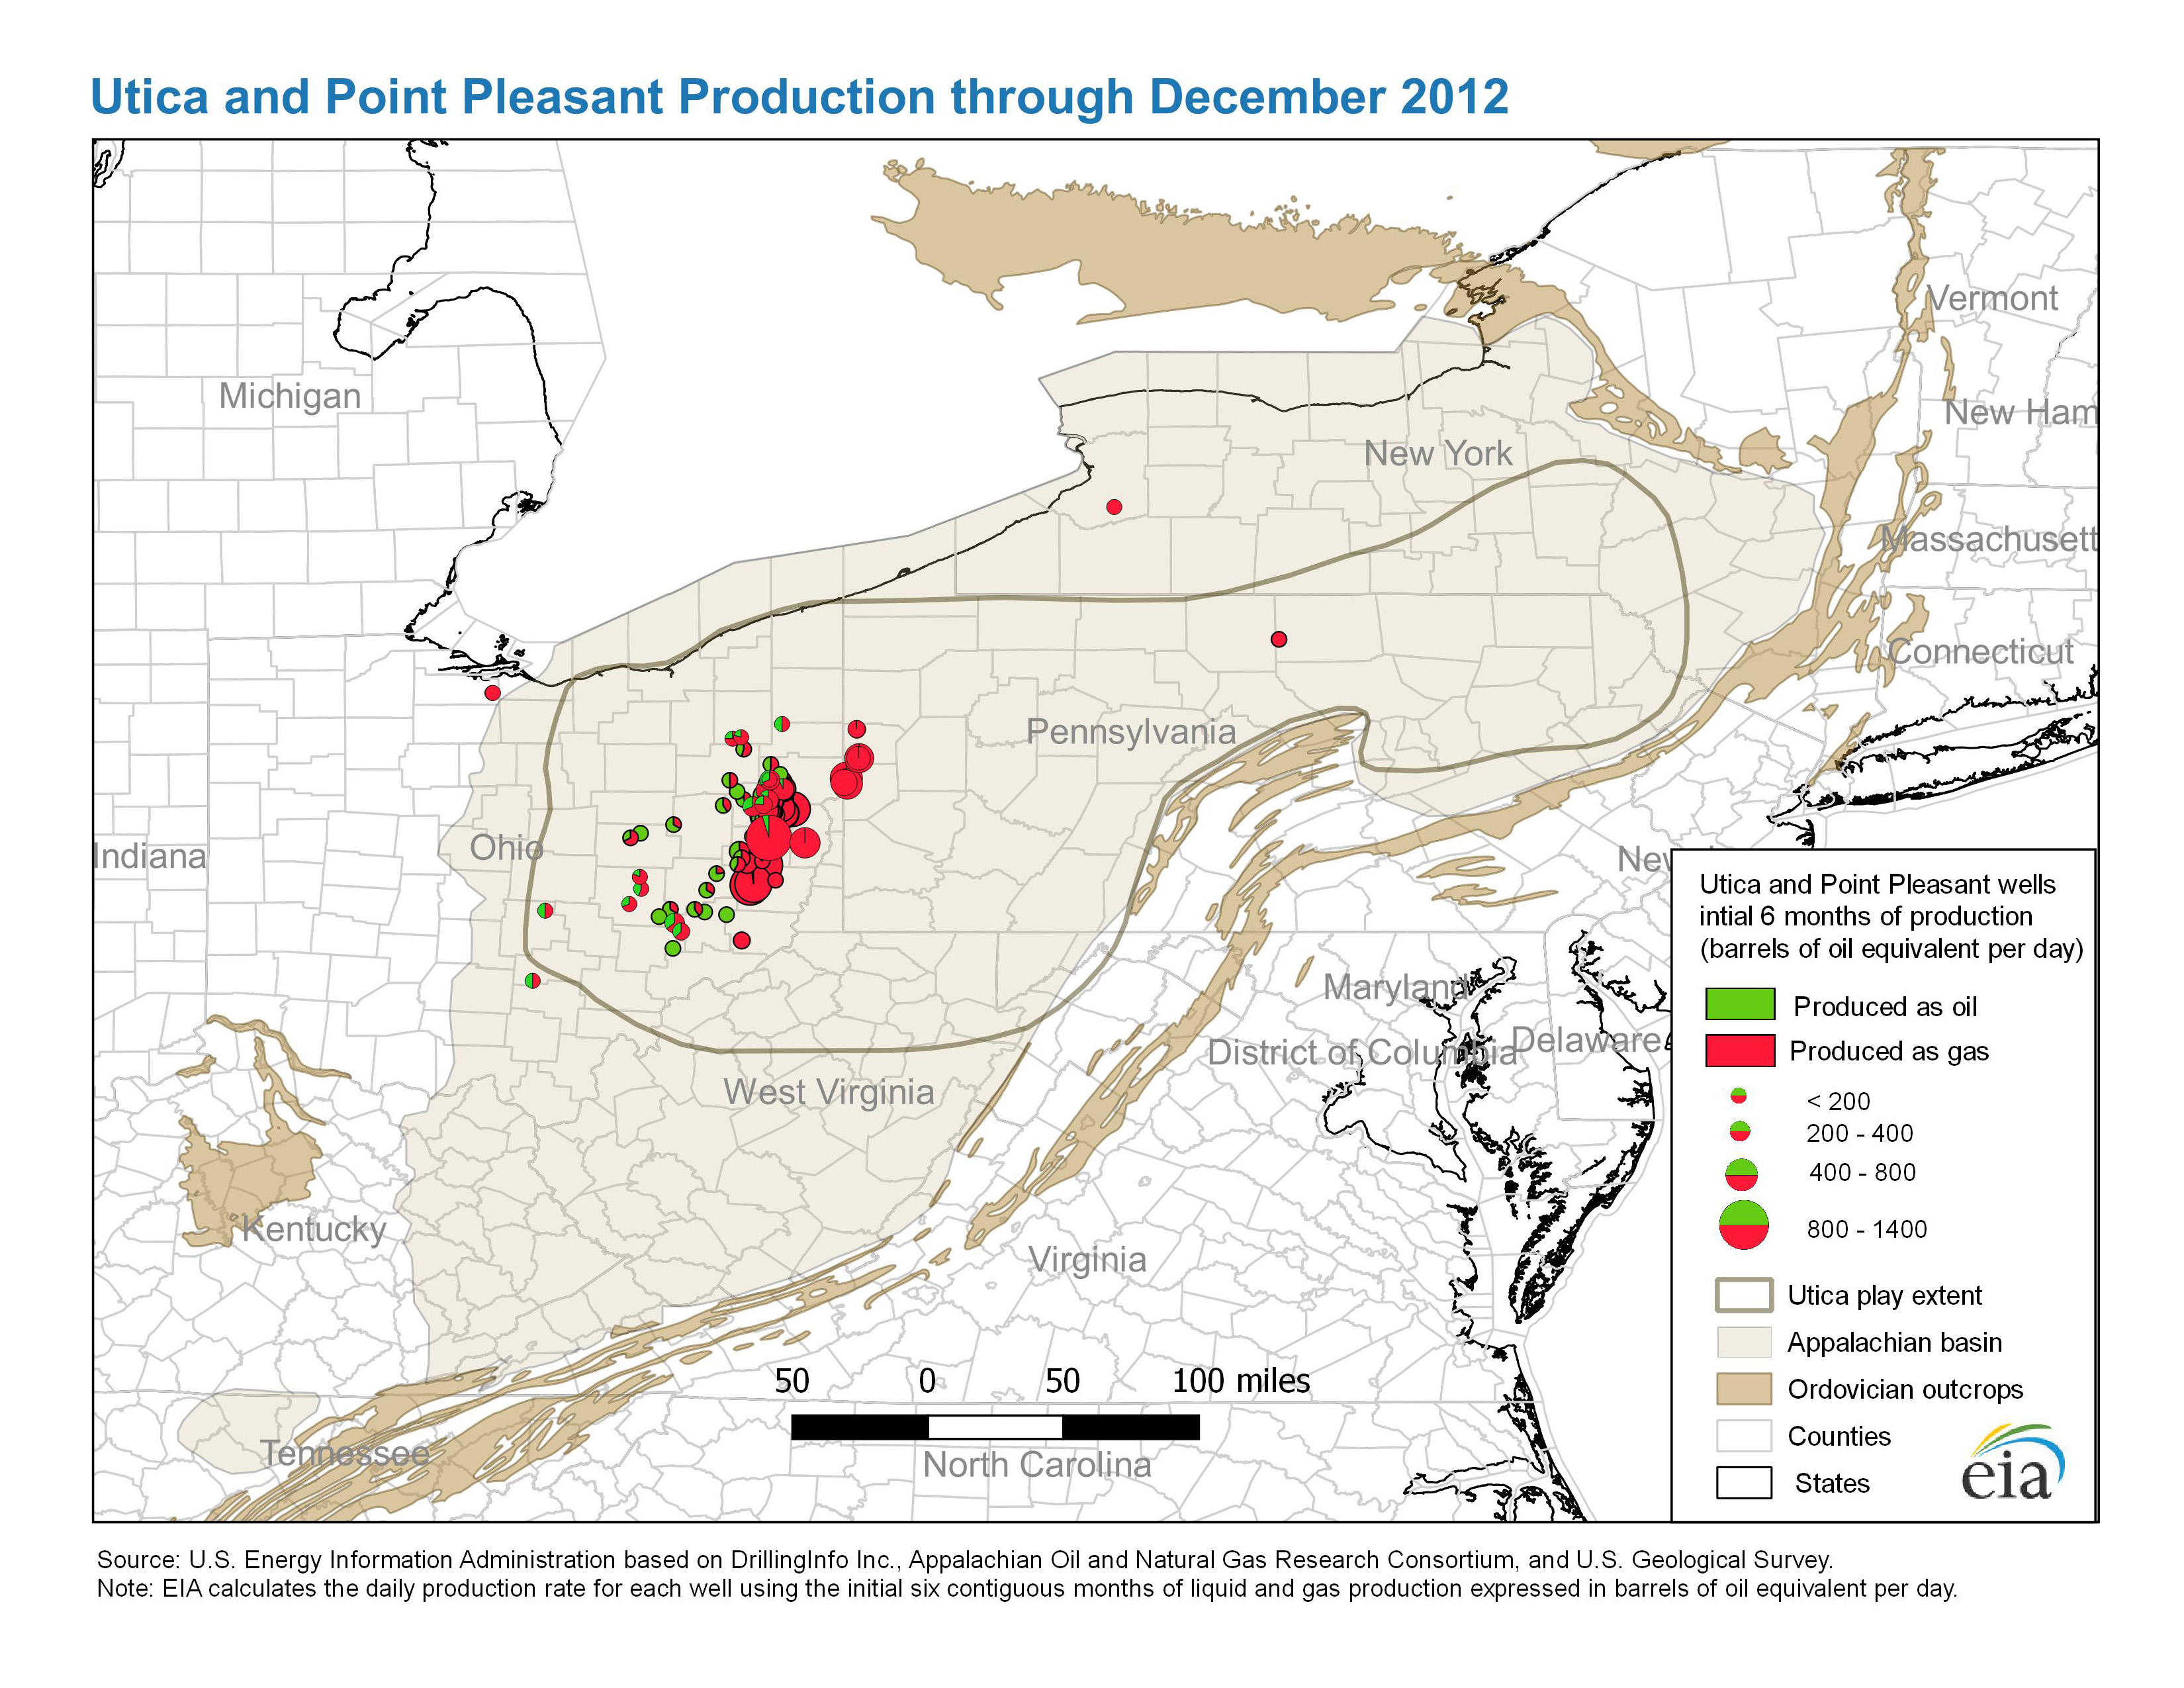 Utica and Point Pleasant Production through December 2012
Vermont
Michigan
New Ham
New York
Massachusett
Connecticut
Pennsylvania
Ohio
Indiana
New
Maryland
District of Columbia
Delaware
West Virginia
Kentucky
Virginia
Tennessee
North Carolina
50 0 50 100 miles
Utica and Point Pleasant wells
intial 6 months of production
(barrels of oil equivalent per day)
Produced as oil
Produced as gas
< 200
200 - 400
400 - 800
800 - 1400
Utica play extent
Appalachian basin
Ordovician outcrops
Counties
States
eia
Source: U.S. Energy Information Administration based on DrillingInfo Inc., Appalachian Oil and Natural Gas Research Consortium, and U.S. Geological Survey.
Note: EIA calculates the daily production rate for each well using the initial six contiguous months of liquid and gas production expressed in barrels of oil equivalent per day.